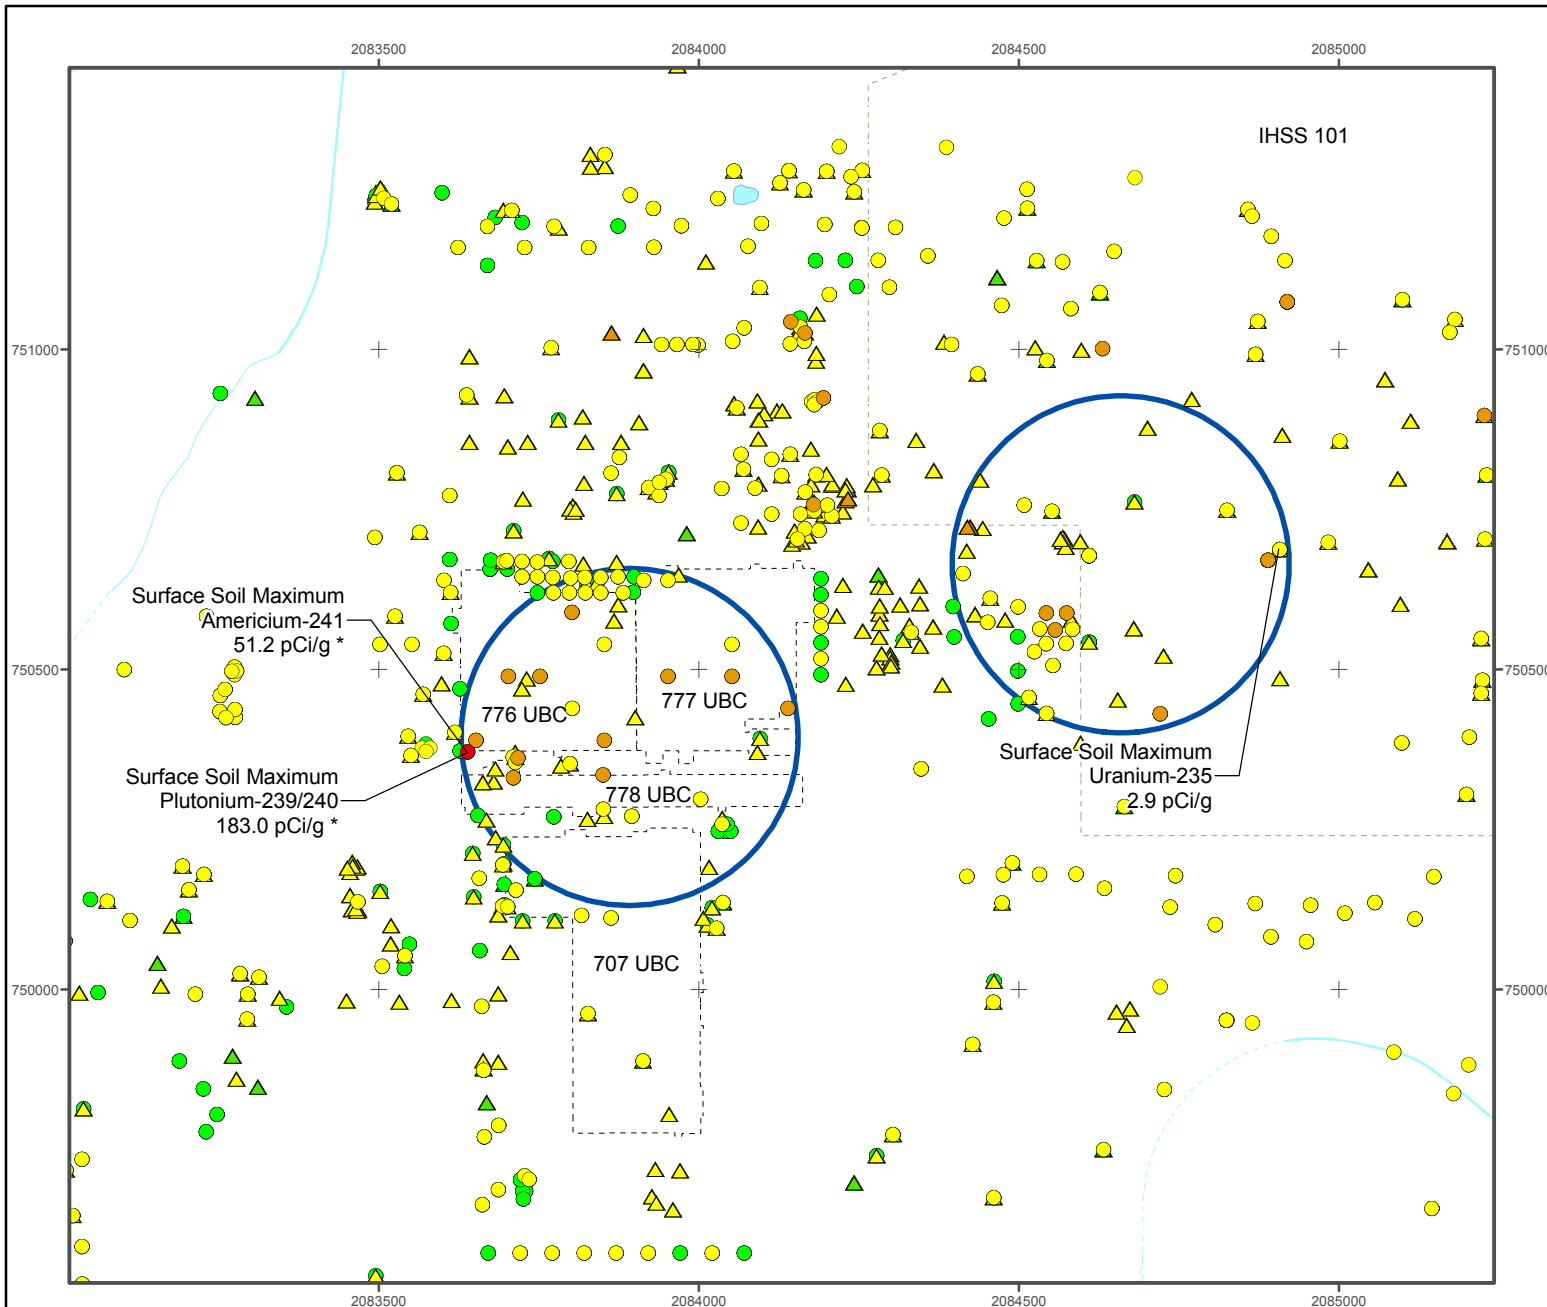 2083500
2084000
2084500
2085000
IHSS 101
751000
751000
Surface Soil Maximum
Americium-241
51.2 pCi/g *
750500
750500
776 UBC
777 UBC
Surface Soil Maximum
Plutonium-239/240
183.0 pCi/g *
Surface Soil Maximum
Uranium-235
2.9 pCi/g
778 UBC
707 UBC
750000
750000
2083500
2084000
2084500
2085000